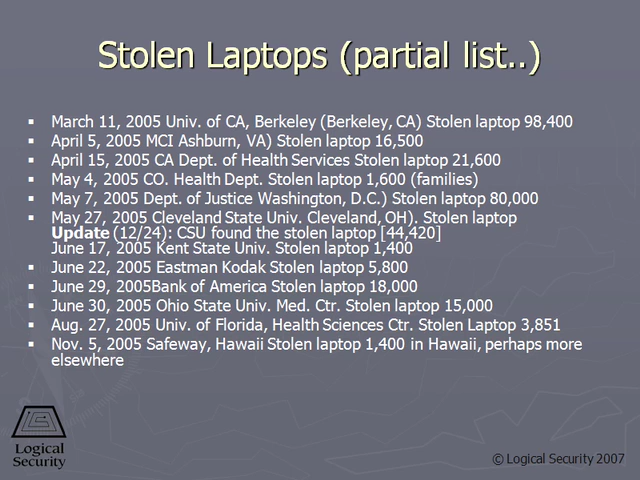 Stolen Laptops (partial list..)
March 11, 2005 Univ. of CA, Berkeley (Berkeley, CA) Stolen laptop 98,400
April 5, 2005 MCI Ashburn, VA) Stolen laptop 16,500
April 15, 2005 CA Dept. of Health Services Stolen laptop 21,600
May 4, 2005 CO. Health Dept. Stolen laptop 1,600 (families)
May 7, 2005 Dept. of Justice Washington, D.C.) Stolen laptop 80,000
May 27, 2005 Cleveland State Univ. Cleveland, OH). Stolen laptop
Update (12/24): CSU found the stolen laptop [44,420]
June 17, 2005 Kent State Univ. Stolen laptop 1,400
June 22, 2005 Eastman Kodak Stolen laptop 5,800
June 29, 2005Bank of America Stolen laptop 18,000
June 30, 2005 Ohio State Univ. Med. Ctr. Stolen laptop 15,000
Aug. 27, 2005 Univ. of Florida, Health Sciences Ctr. Stolen Laptop 3,851
Nov. 5, 2005 Safeway, Hawaii Stolen laptop 1,400 in Hawaii, perhaps more
elsewhere
Logical
Security
© Logical Security 2007